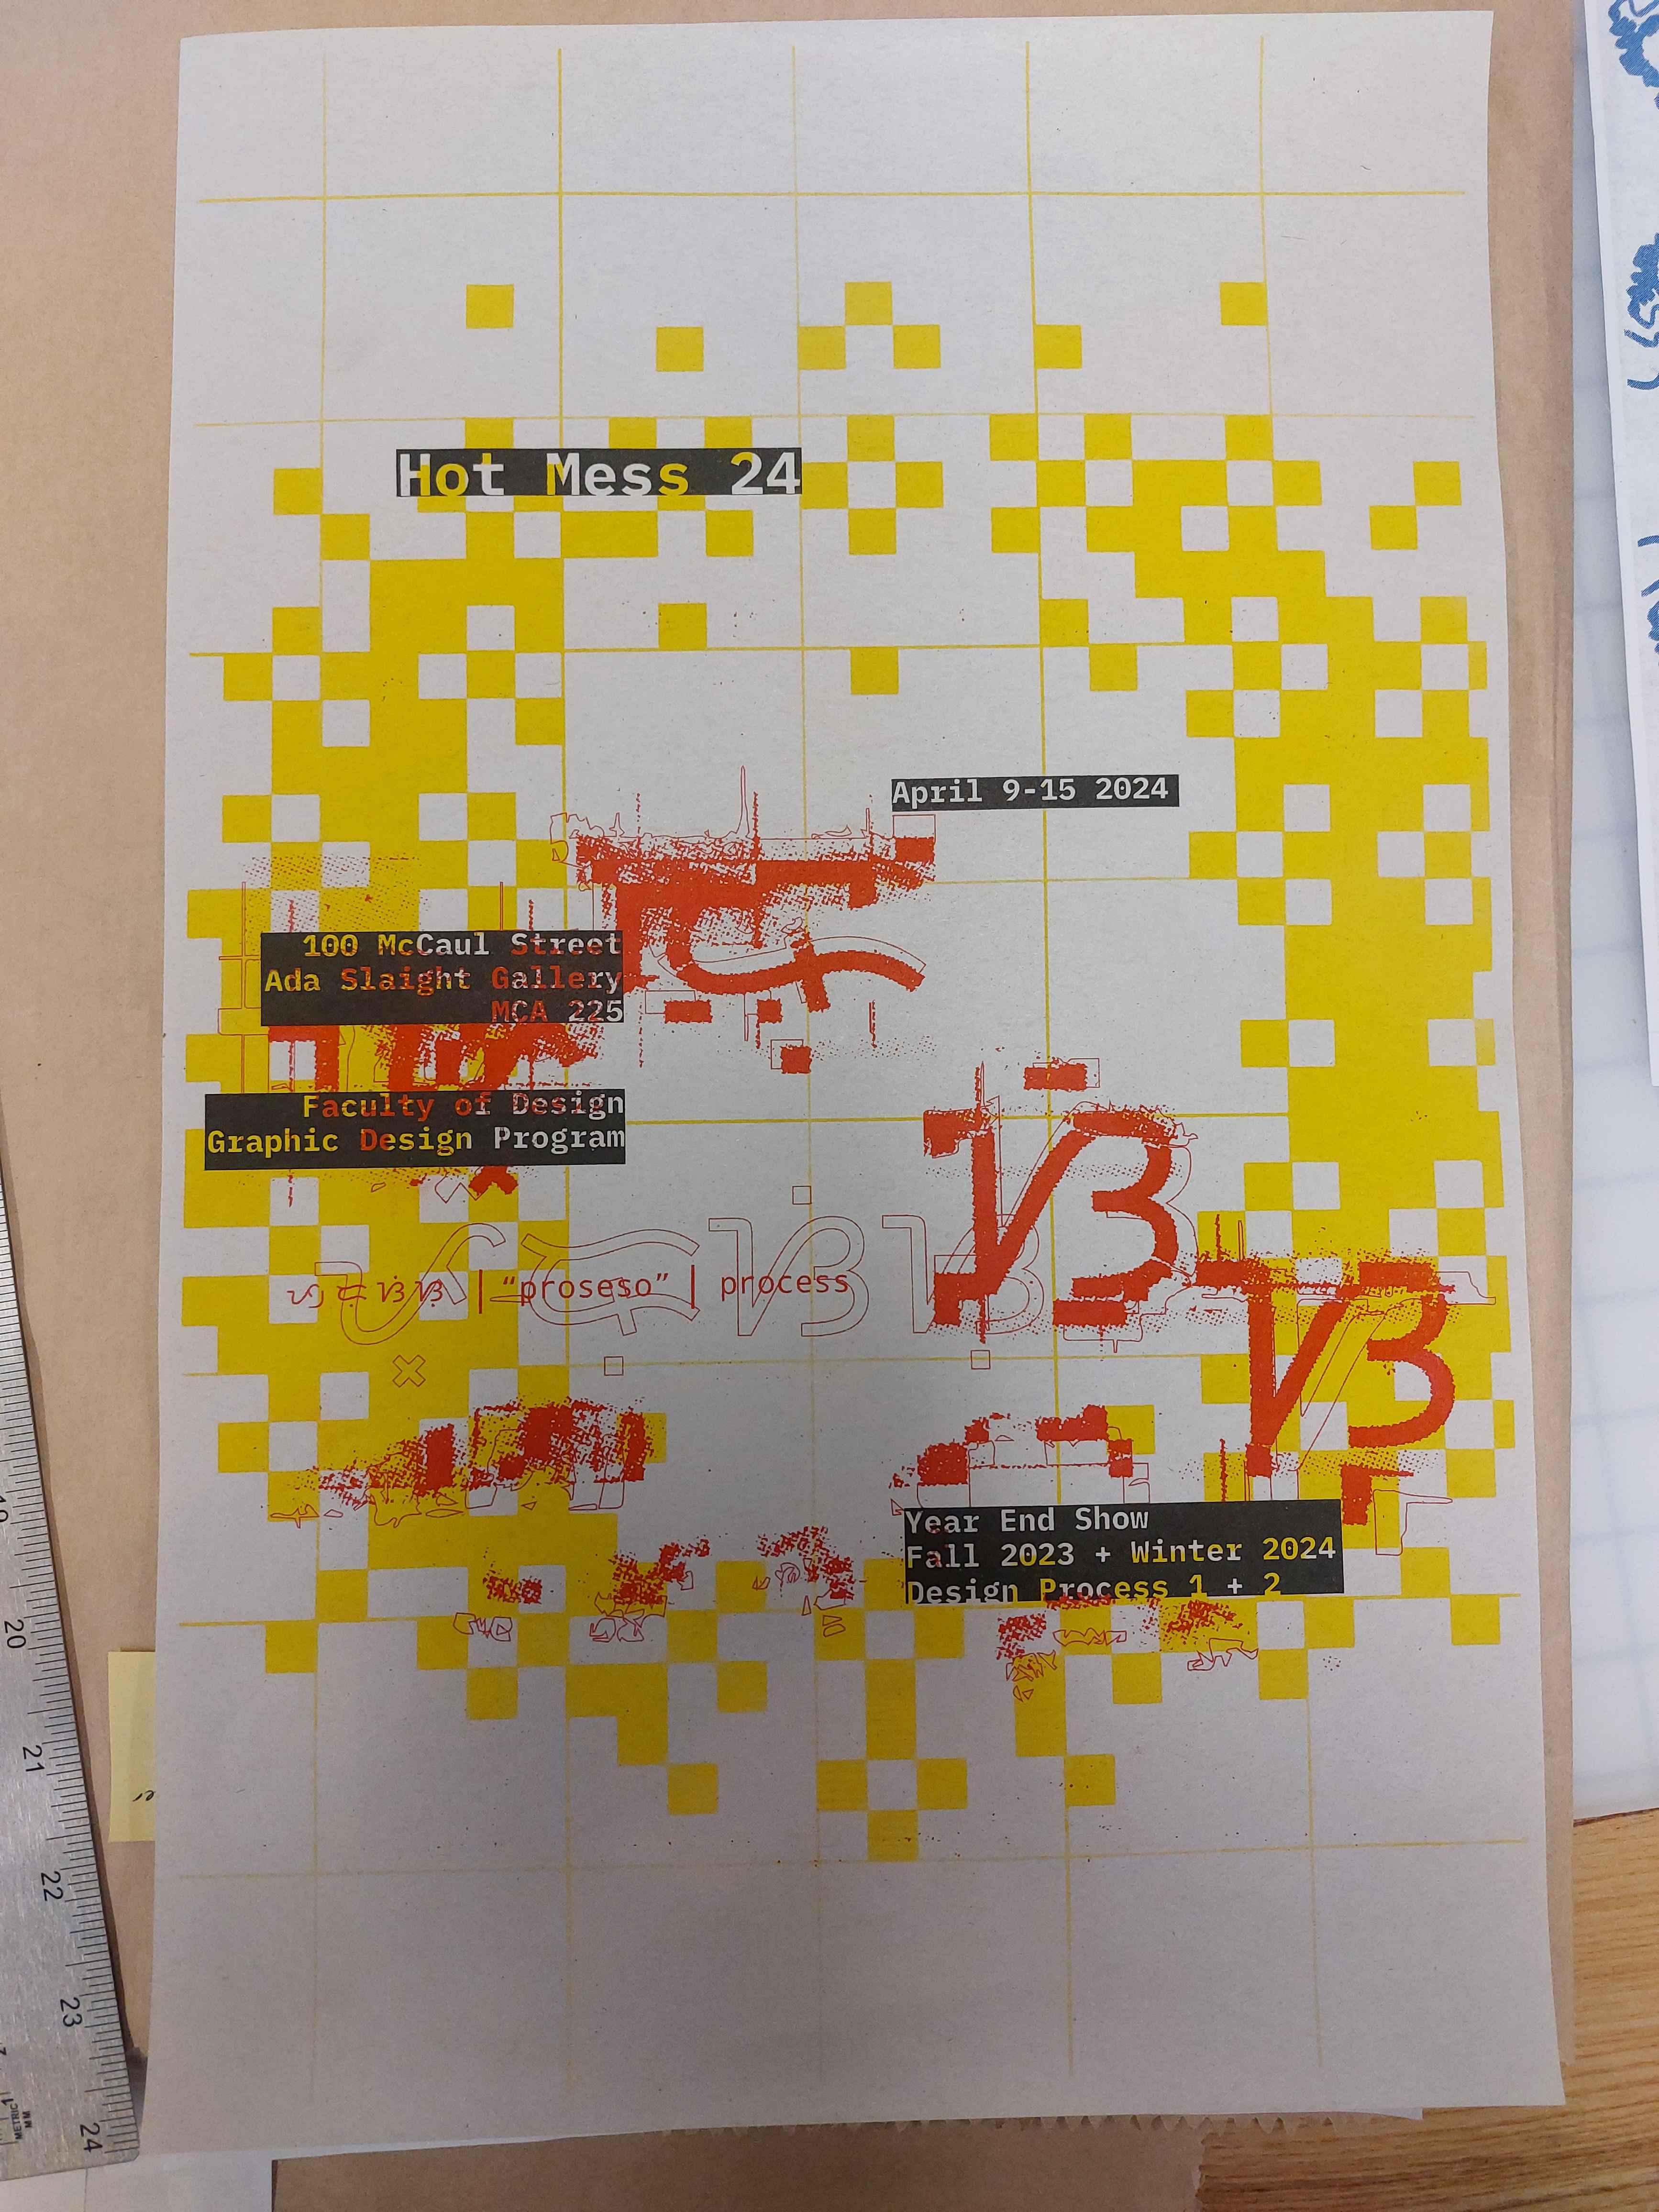 Hot Mess 24
April 9-15 2024
100 McCaul Street
Ada Slaight Gallery
MCA 225
Faculty of Design
Graphic Design Program
ᜉ᜔ᜇᜓᜐᜒᜐᜓ | “proseso” | process
Year End Show
Fall 2023 + Winter 2024
Design Process 1 + 2
20
21
22
23
24
METRIC
MM